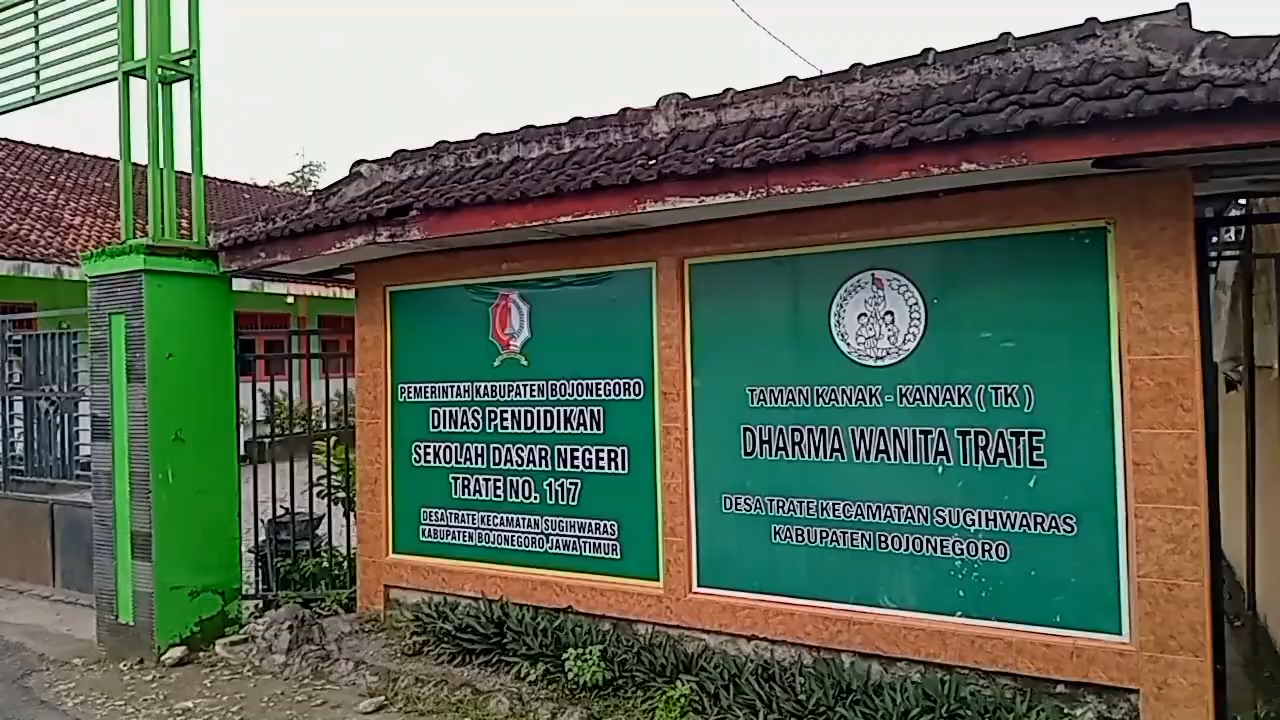 PEMERINTAH KABUPATEN BOJONEGORO
DINAS PENDIDIKAN
SEKOLAH DASAR NEGERI
TRATE NO. 117
DESA TRATE KECAMATAN SUGIHWARAS
KABUPATEN BOJONEGORO JAWA TIMUR
TAMAN KANAK - KANAK ( TK )
DHARMA WANITA TRATE
DESA TRATE KECAMATAN SUGIHWARAS
KABUPATEN BOJONEGORO